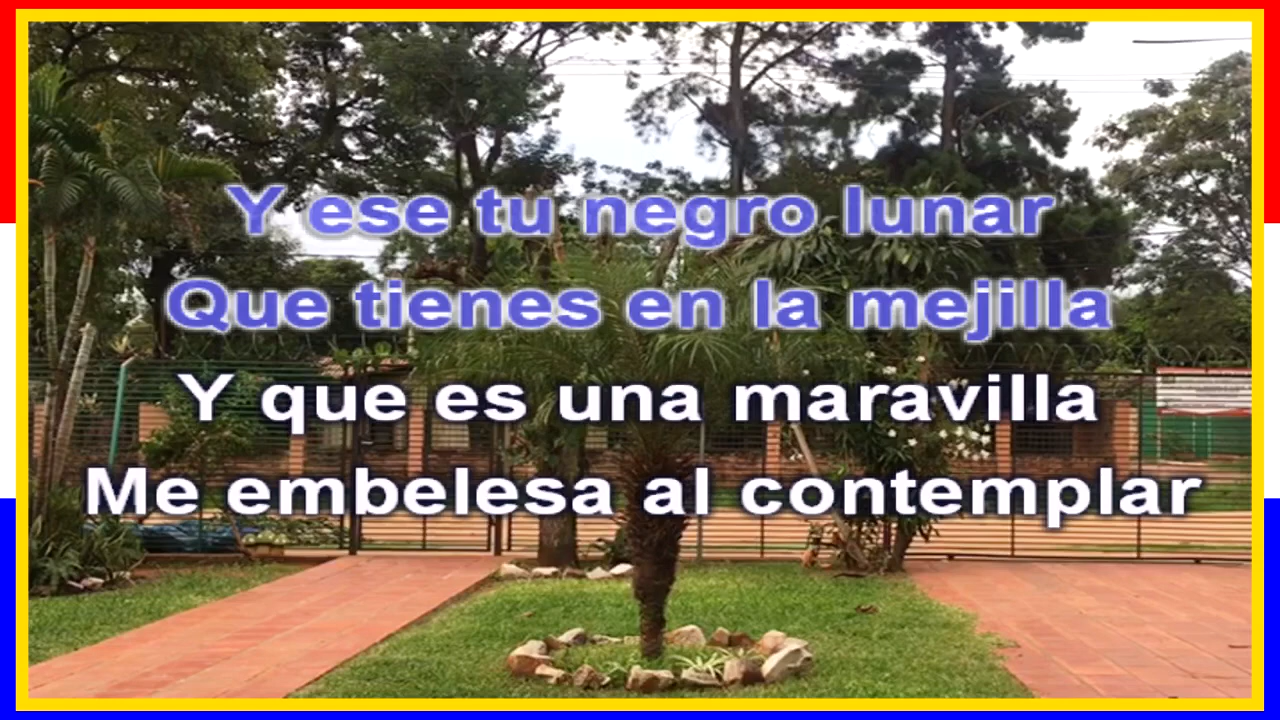 Y ese tu negro lunar
Que tienes en la mejilla
Y que es una maravilla
Me embelesa al contemplar